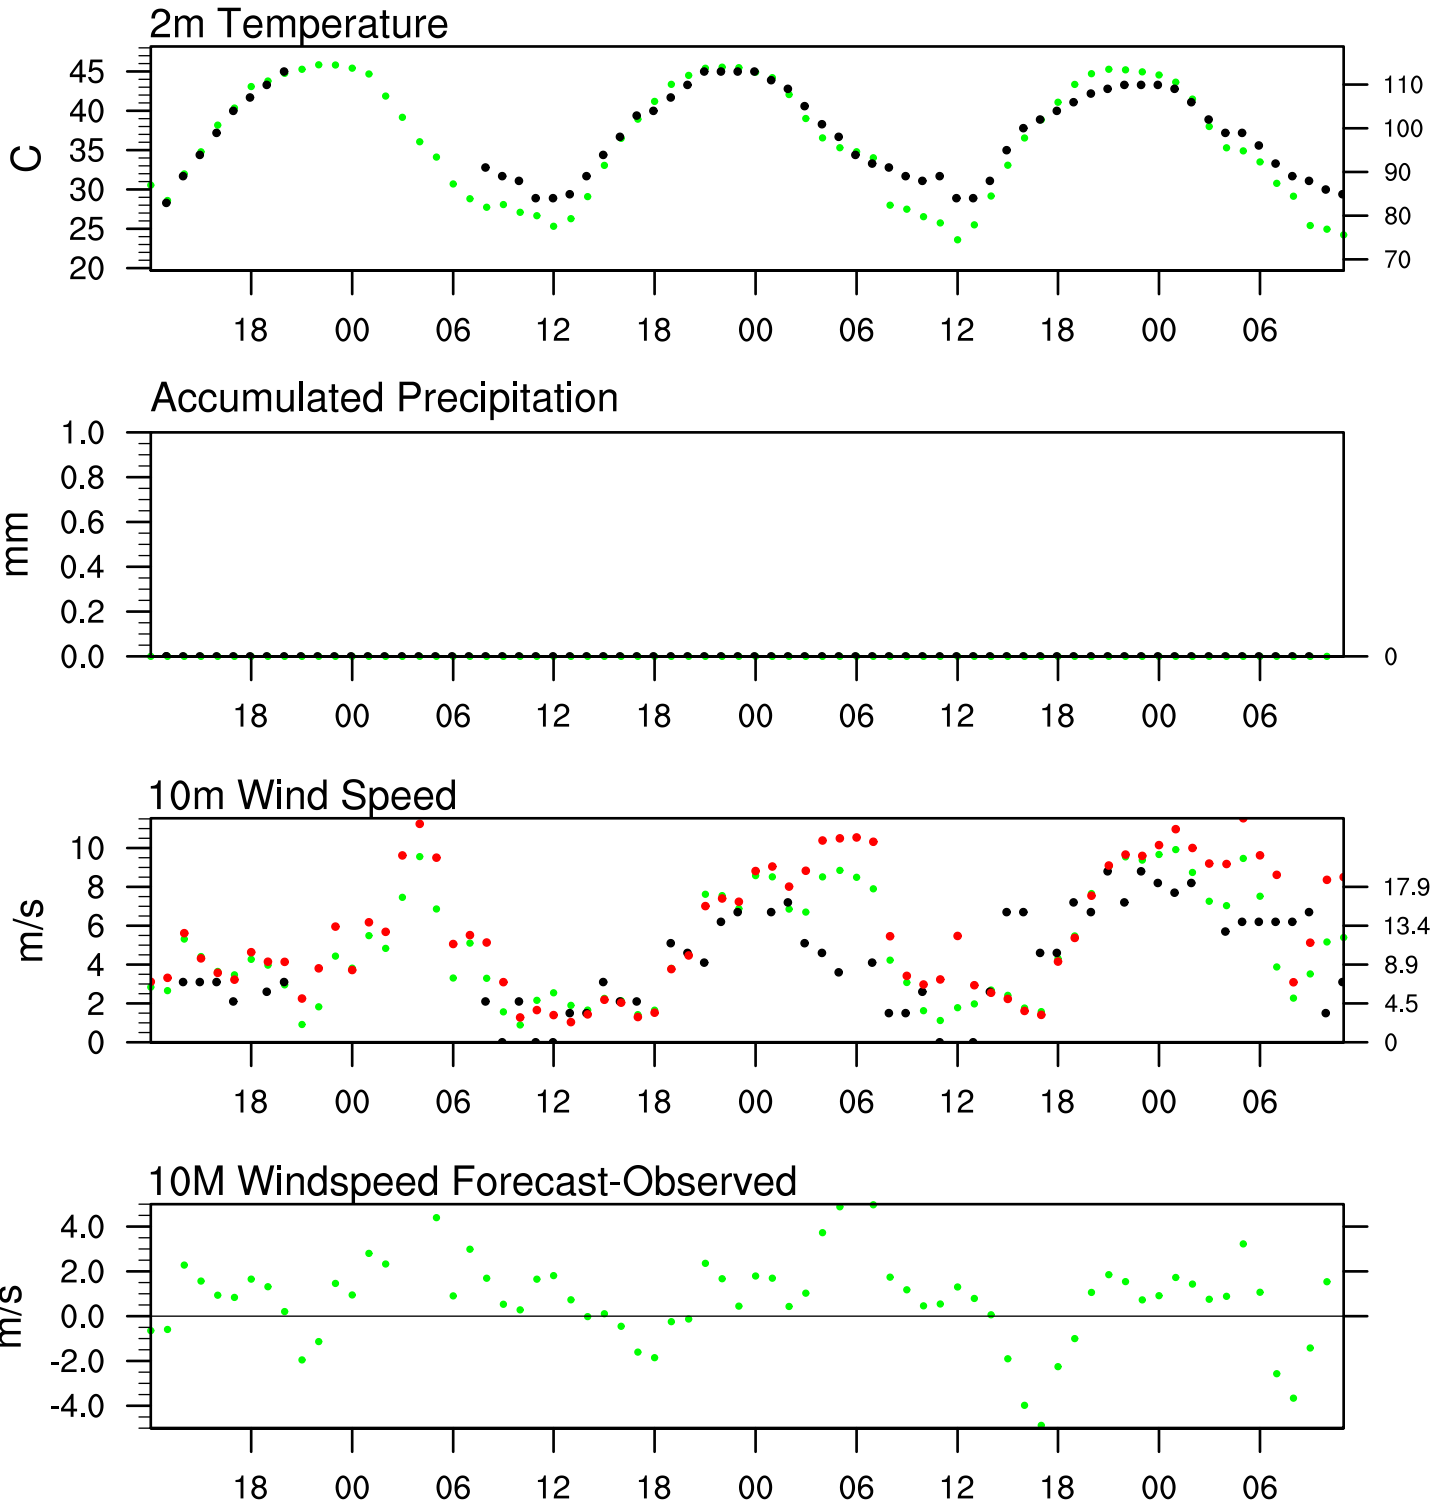 2m Temperature
45
40
35
30
25
20
C
110
100
90
80
70
18 00 06 12 18 00 06 12 18 00 06
Accumulated Precipitation
1.0
0.8
0.6
0.4
0.2
0.0
mm
0
18 00 06 12 18 00 06 12 18 00 06
10m Wind Speed
10
8
6
4
2
0
m/s
17.9
13.4
8.9
4.5
0
18 00 06 12 18 00 06 12 18 00 06
10M Windspeed Forecast-Observed
4.0
2.0
0.0
-2.0
-4.0
m/s
18 00 06 12 18 00 06 12 18 00 06